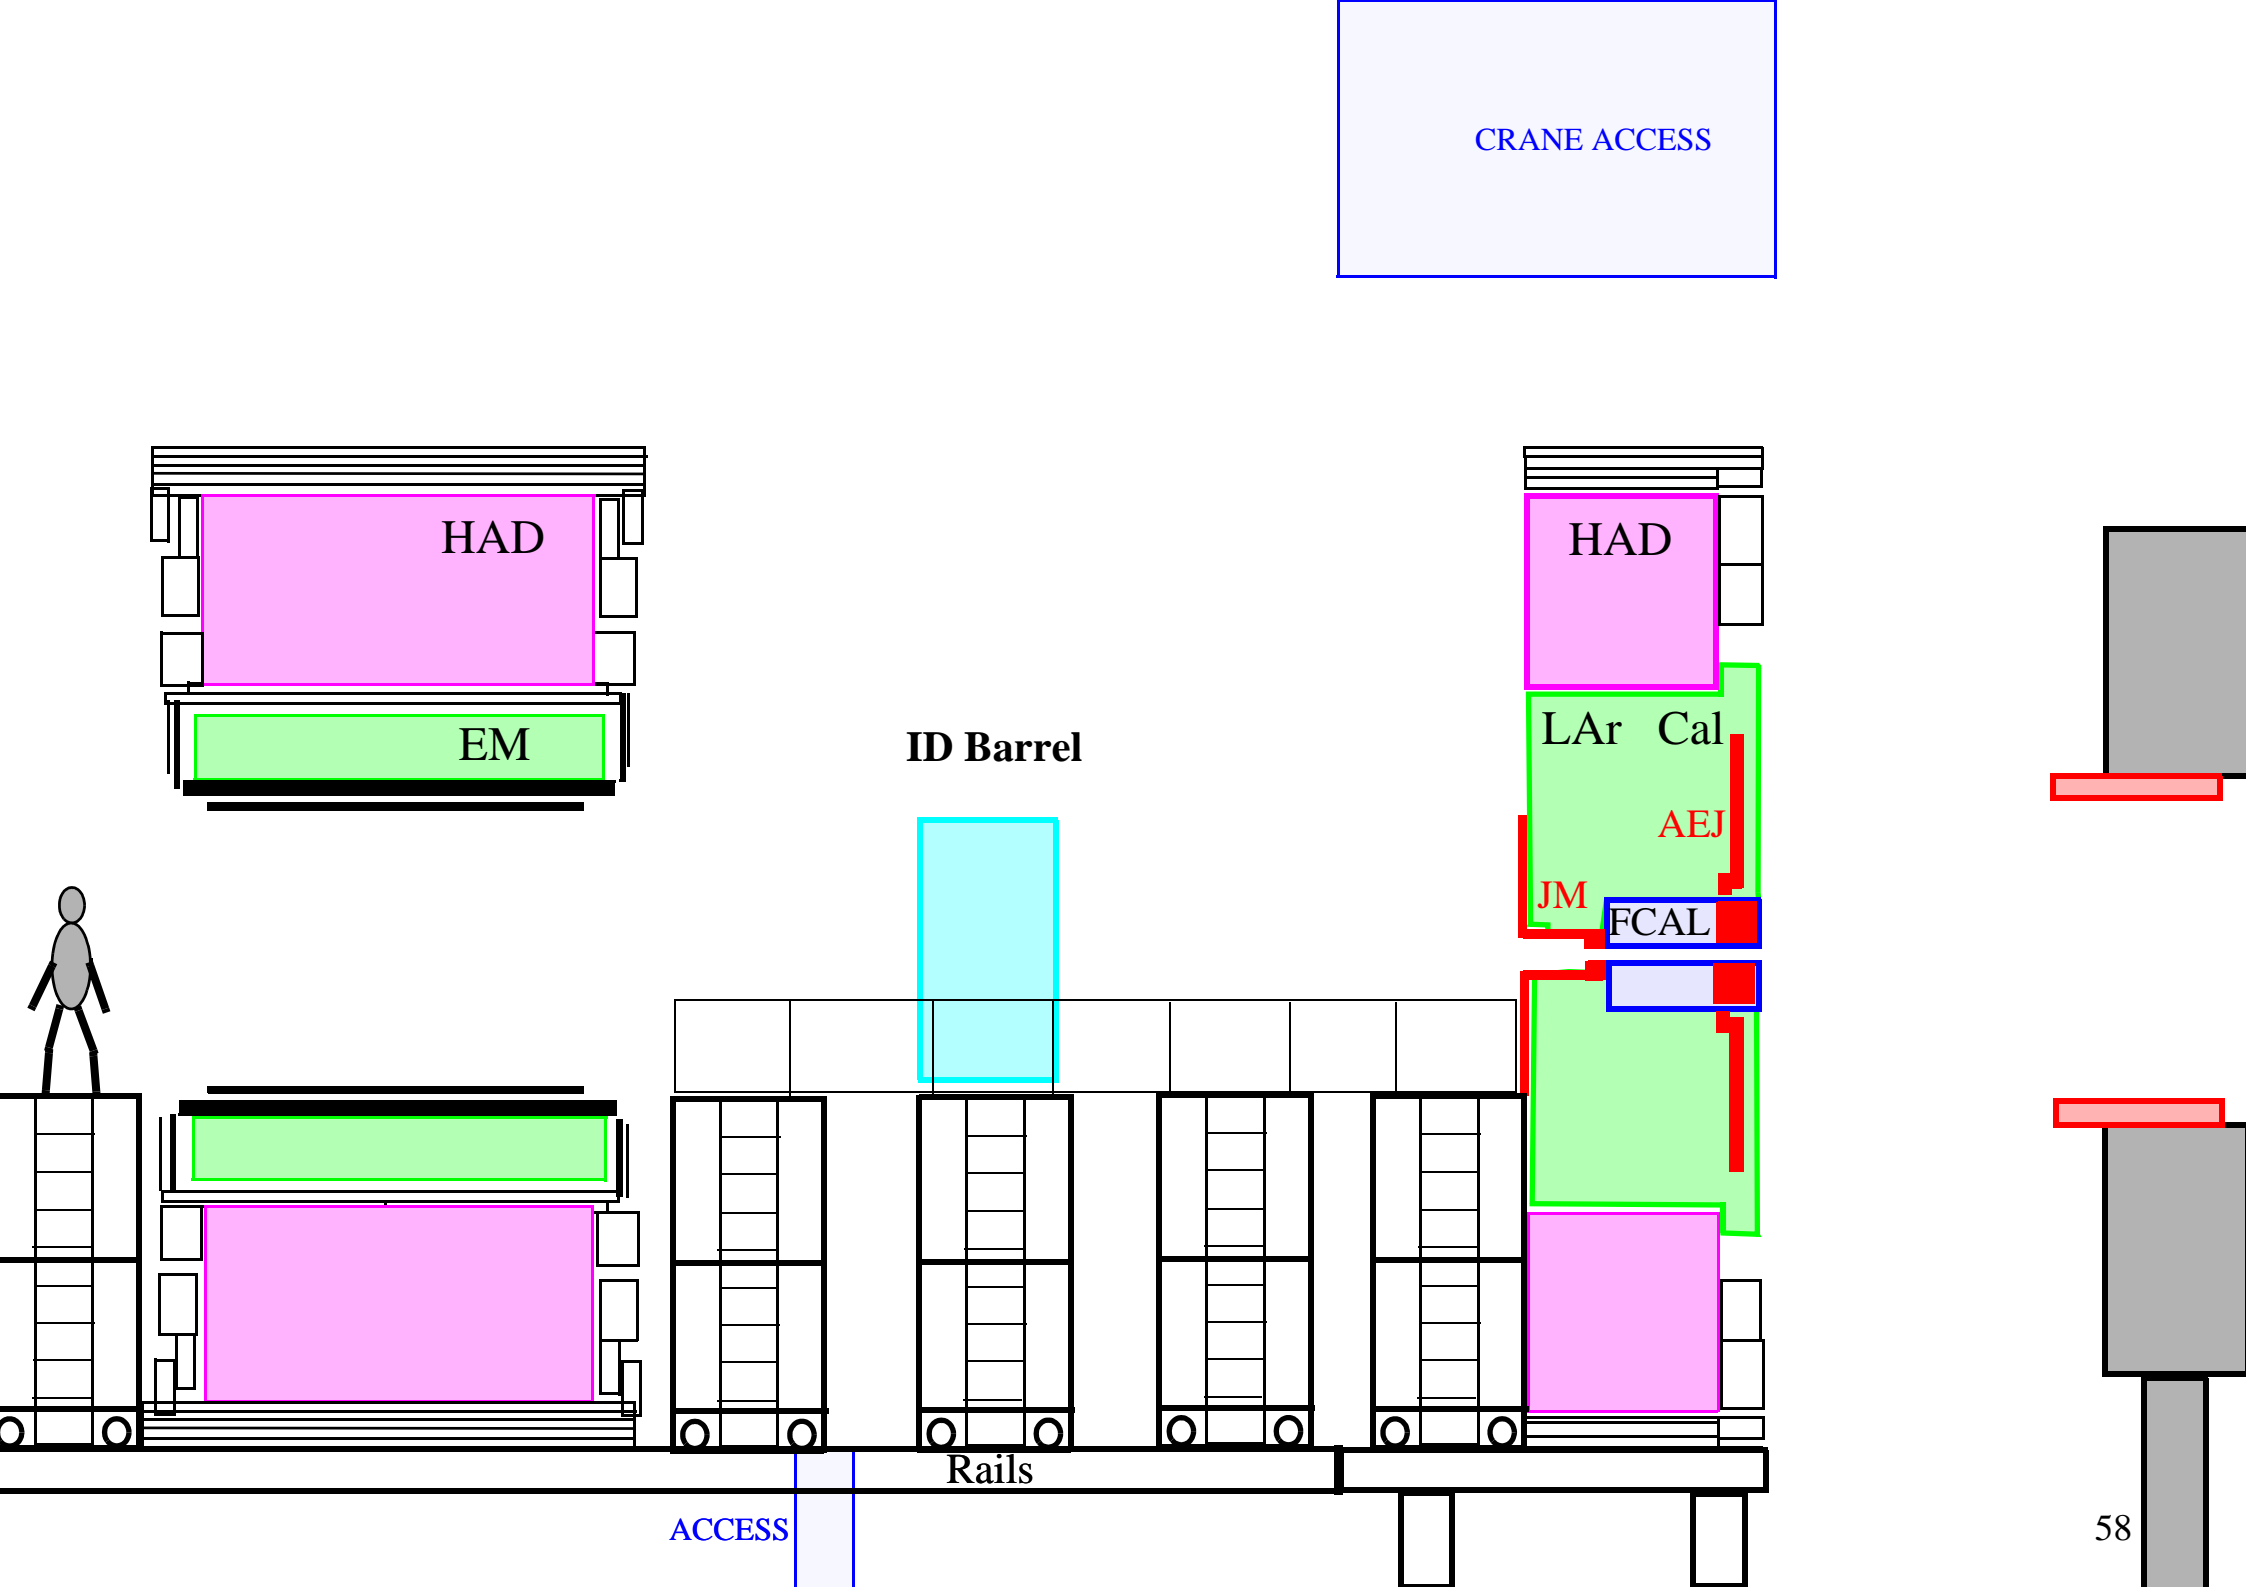 CRANE ACCESS
HAD
HAD
LAr Cal
EM
ID Barrel
AEJ
JM
FCAL
Rails
ACCESS
58